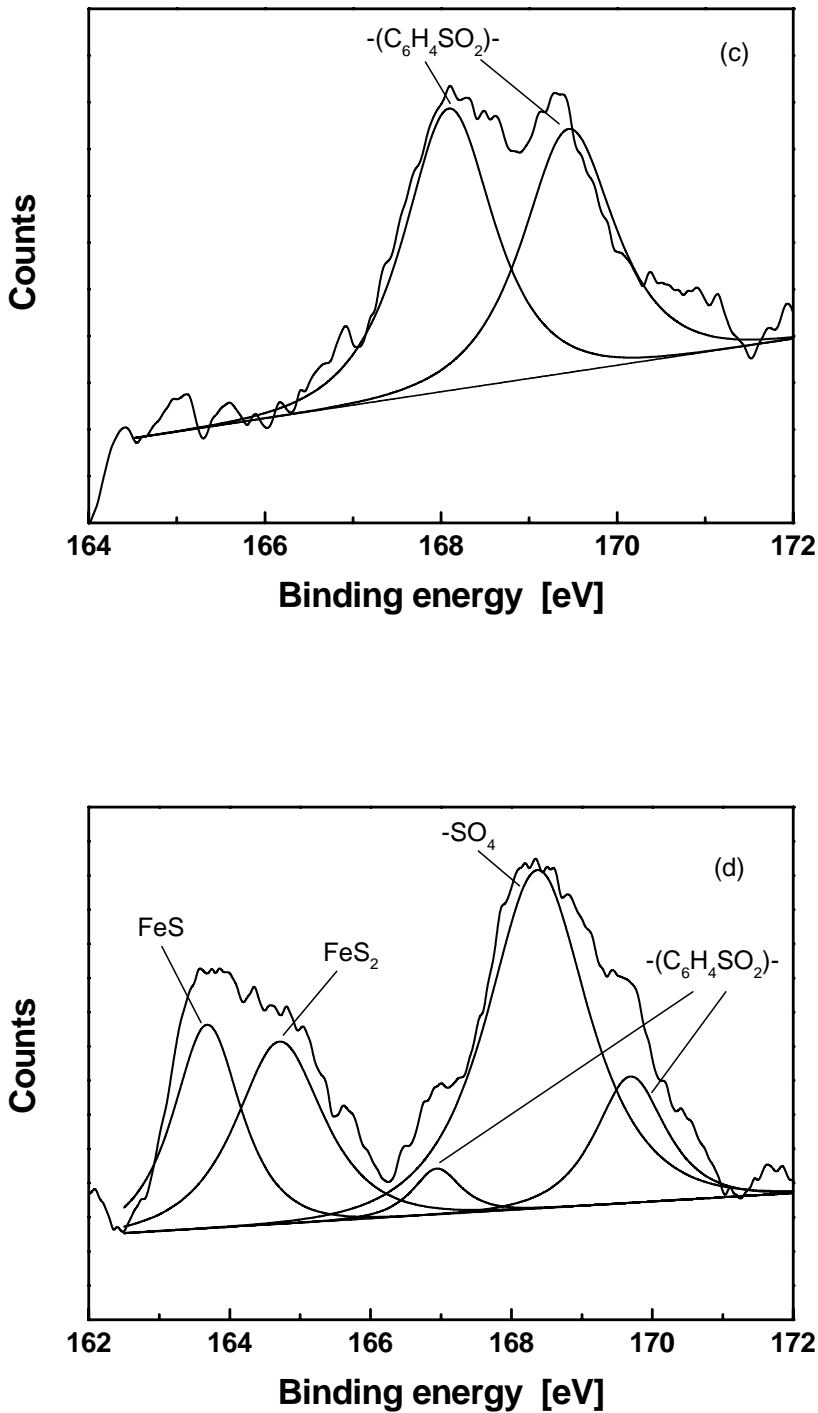 -(C₆H₄SO₂)-
(c)
Counts
164 166 168 170 172
Binding energy [eV]
-SO₄
(d)
FeS
FeS₂
-(C₆H₄SO₂)-
Counts
162 164 166 168 170 172
Binding energy [eV]